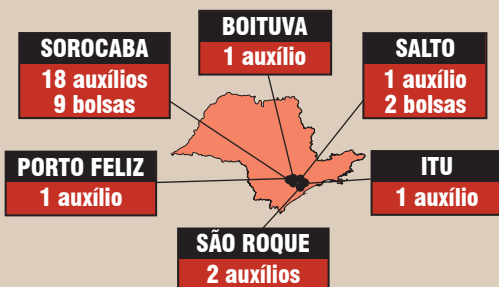 BOITUVA
1 auxílio
SOROCABA
18 auxílios
9 bolsas
SALTO
1 auxílio
2 bolsas
PORTO FELIZ
1 auxílio
ITU
1 auxílio
SÃO ROQUE
2 auxílios